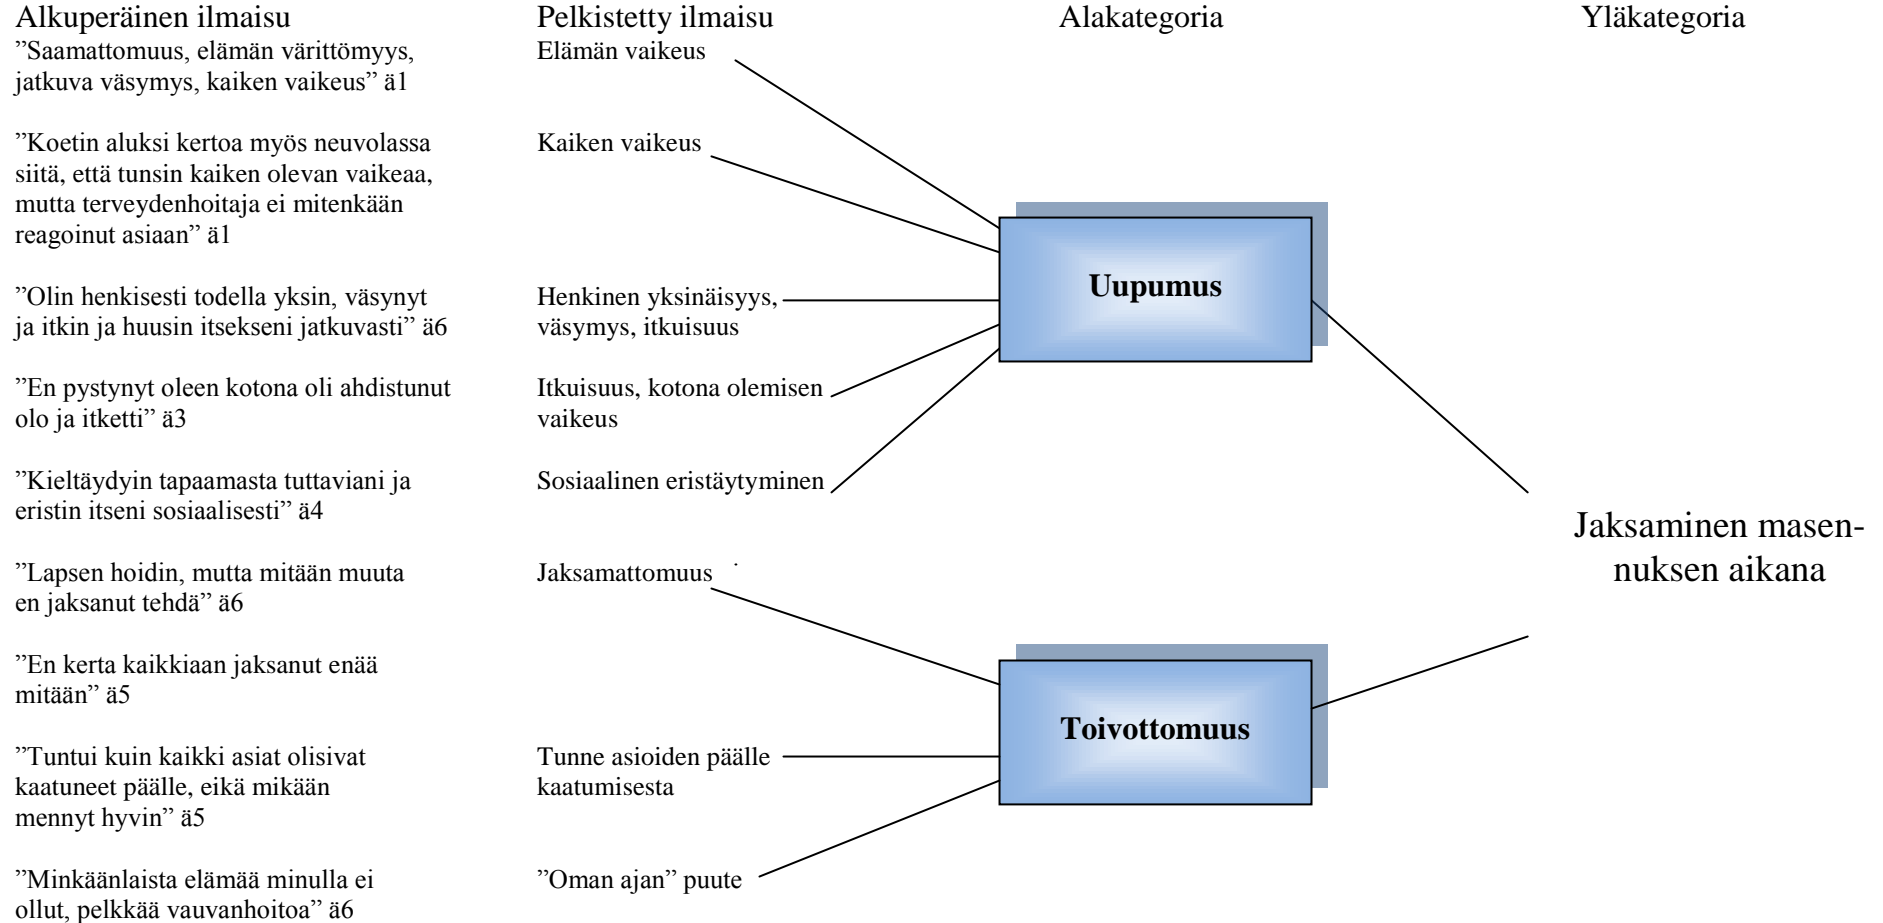 Alkuperäinen ilmaisu
Pelkistetty ilmaisu
Alakategoria
Yläkategoria
”Saamattomuus, elämän värittömyys,
jatkuva väsymys, kaiken vaikeus” ä1
Elämän vaikeus
”Koetin aluksi kertoa myös neuvolassa
siitä, että tunsin kaiken olevan vaikeaa,
mutta terveydenhoitaja ei mitenkään
reagoinut asiaan” ä1
Kaiken vaikeus
”Olin henkisesti todella yksin, väsynyt
ja itkin ja huusin itsekseni jatkuvasti” ä6
Henkinen yksinäisyys,
väsymys, itkuisuus
Uupumus
”En pystynyt oleen kotona oli ahdistunut
olo ja itketti” ä3
Itkuisuus, kotona olemisen
vaikeus
”Kieltäydyin tapaamasta tuttaviani ja
eristin itseni sosiaalisesti” ä4
Sosiaalinen eristäytyminen
Jaksaminen masen-
nuksen aikana
”Lapsen hoidin, mutta mitään muuta
en jaksanut tehdä” ä6
Jaksamattomuus
”En kerta kaikkiaan jaksanut enää
mitään” ä5
”Tuntui kuin kaikki asiat olisivat
kaatuneet päälle, eikä mikään
mennyt hyvin” ä5
Tunne asioiden päälle
kaatumisesta
Toivottomuus
”Minkäänlaista elämää minulla ei
ollut, pelkkää vauvanhoitoa” ä6
”Oman ajan” puute